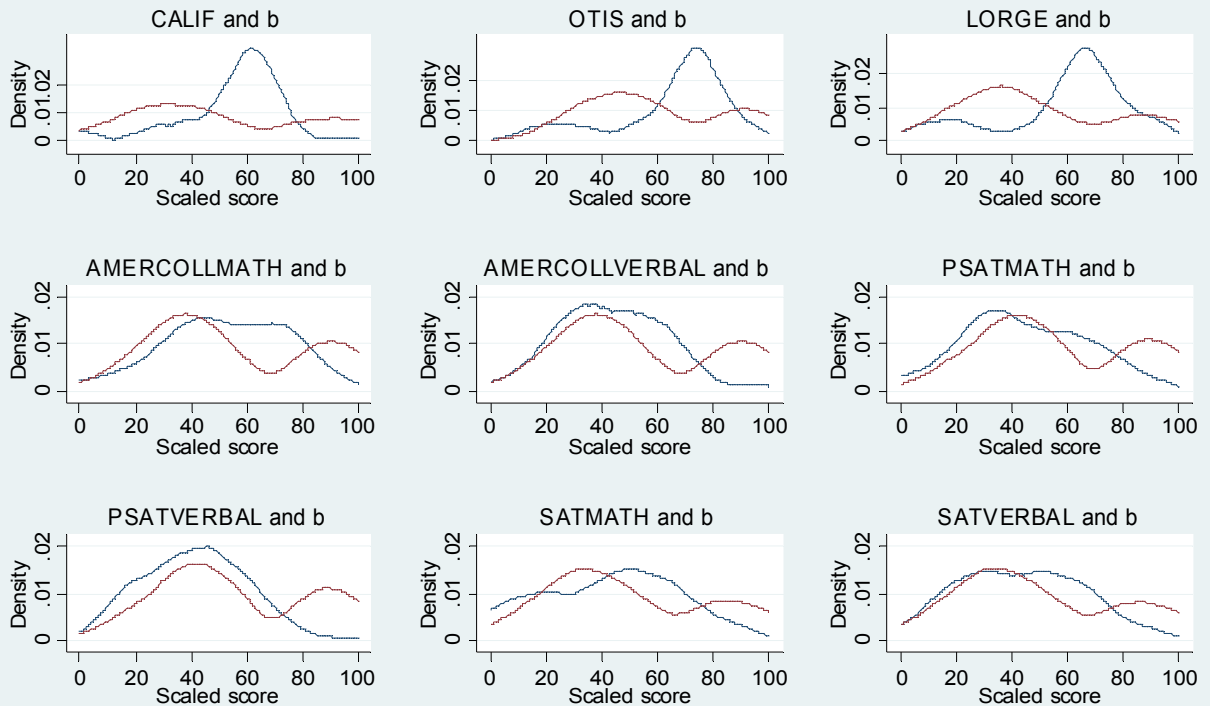 CALIF and b
OTIS and b
LORGE and b
Density
0 .01 .02
0 20 40 60 80 100
Scaled score
Density
0 .01 .02
0 20 40 60 80 100
Scaled score
Density
0 .01 .02
0 20 40 60 80 100
Scaled score
AMERCOLLMATH and b
AMERCOLLVERBAL and b
PSATMATH and b
Density
0 .01 .02
0 20 40 60 80 100
Scaled score
Density
0 .01 .02
0 20 40 60 80 100
Scaled score
Density
0 .01 .02
0 20 40 60 80 100
Scaled score
PSATVERBAL and b
SATMATH and b
SATVERBAL and b
Density
0 .01 .02
0 20 40 60 80 100
Scaled score
Density
0 .01 .02
0 20 40 60 80 100
Scaled score
Density
0 .01 .02
0 20 40 60 80 100
Scaled score